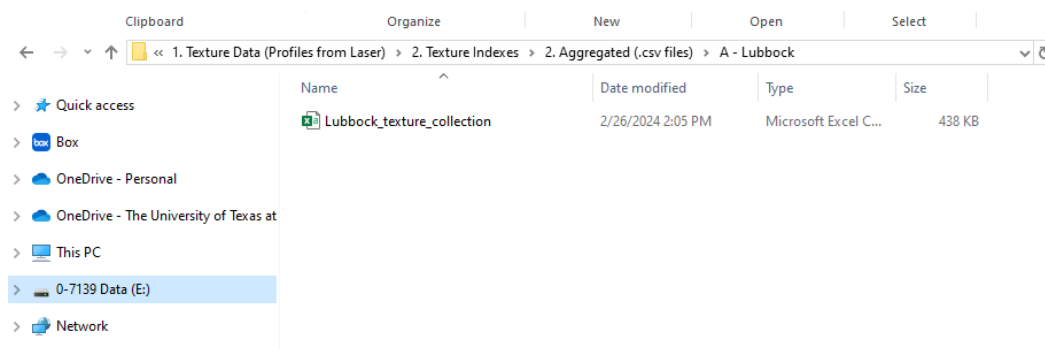 Clipboard Organize New Open Select
« 1. Texture Data (Profiles from Laser) > 2. Texture Indexes > 2. Aggregated (.csv files) > A - Lubbock
Name Date modified Type Size
Quick access
Lubbock_texture_collection 2/26/2024 2:05 PM Microsoft Excel C... 438 KB
box Box
OneDrive - Personal
OneDrive - The University of Texas at
This PC
0-7139 Data (E:)
Network